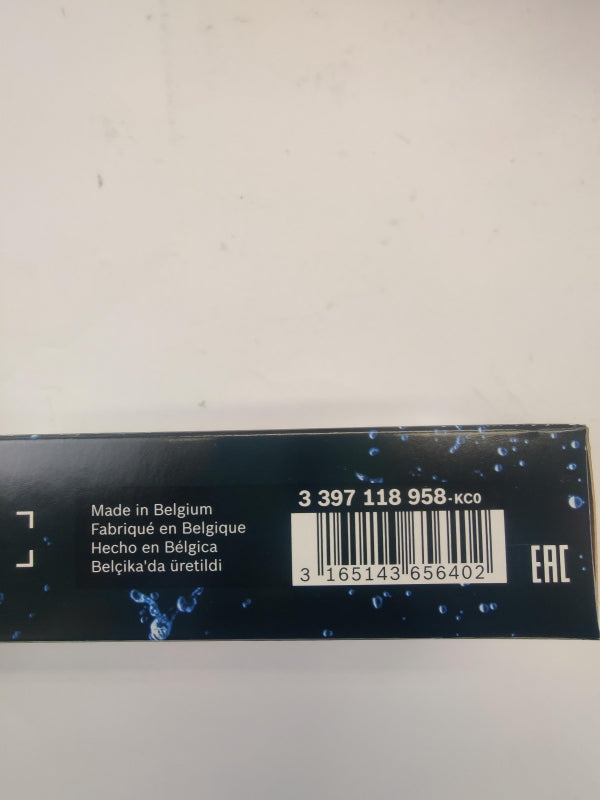 Made in Belgium
Fabriqué en Belgique
Hecho en Bélgica
Belçika'da üretildi
3 397 118 958-KC0
3 165143 656402
EAC